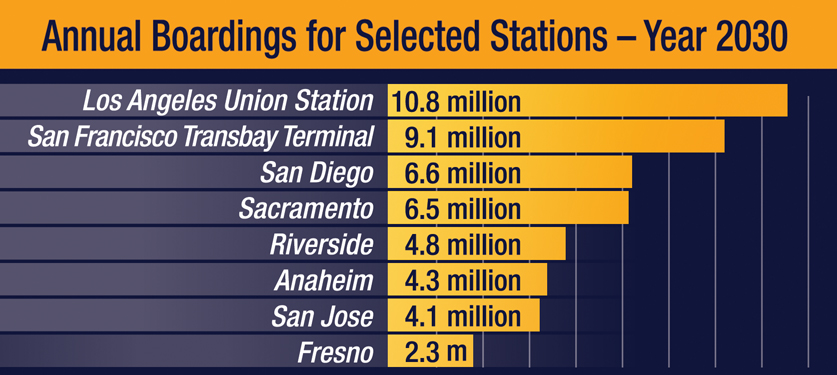 Annual Boardings for Selected Stations – Year 2030
Los Angeles Union Station 10.8 million
San Francisco Transbay Terminal 9.1 million
San Diego 6.6 million
Sacramento 6.5 million
Riverside 4.8 million
Anaheim 4.3 million
San Jose 4.1 million
Fresno 2.3 m